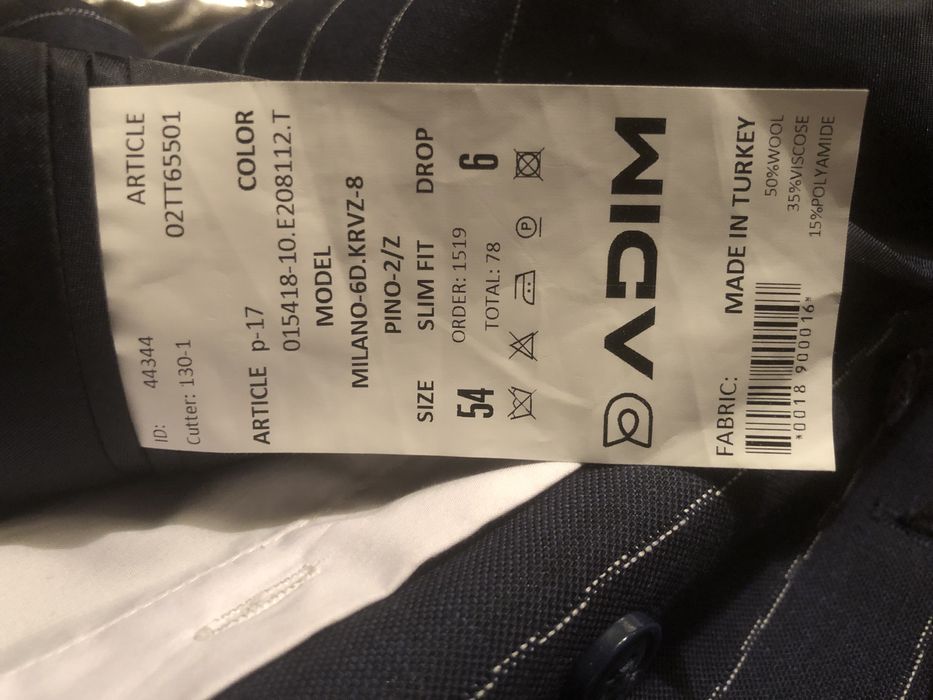 ID: 44344 ARTICLE
Cutter: 130-1 02TT65501
ARTICLE p-17 COLOR
015418-10.E208112.T
MODEL
MILANO-6D.KRVZ-8
PINO-2/Z
SIZE SLIM FIT DROP
54 ORDER: 1519 6
TOTAL: 78
P
ADIM
FABRIC: MADE IN TURKEY
50%WOOL
35%VISCOSE
15%POLYAMIDE
*0018 900016*